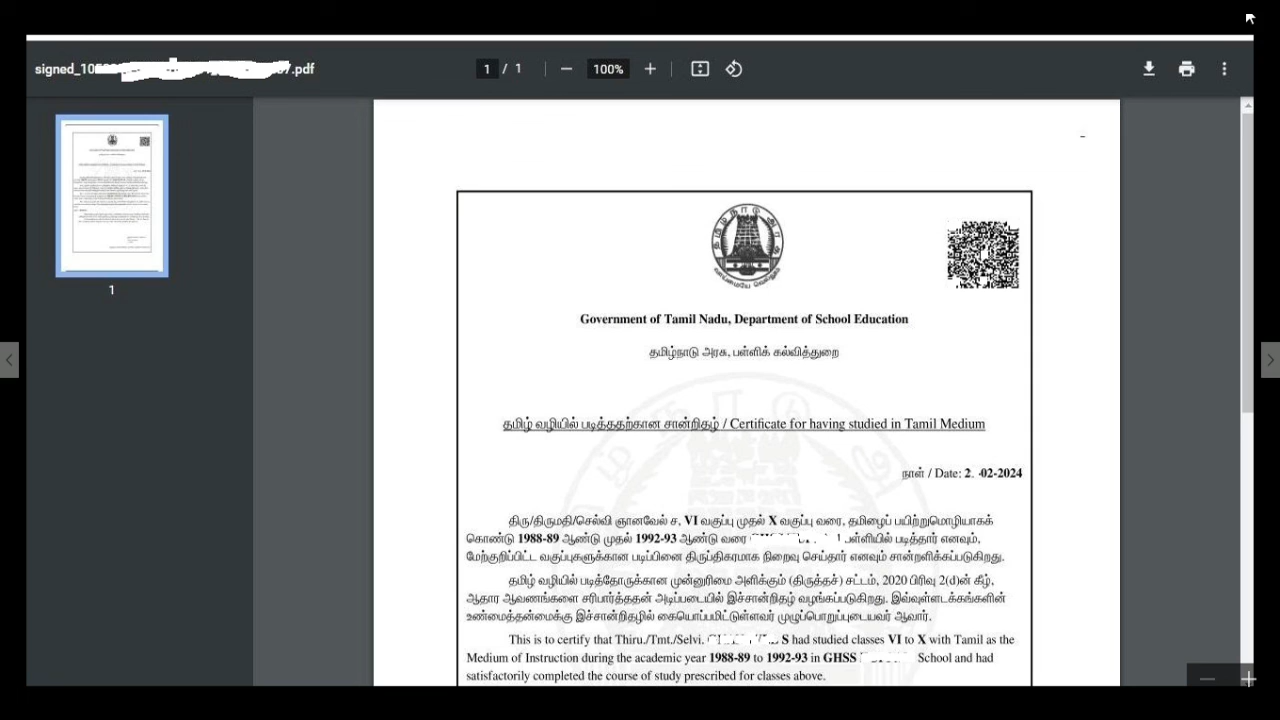 signed_10 .pdf
1 / 1
100%
1
தமிழ்நாடு அரசு
வாய்மையே வெல்லும்
Government of Tamil Nadu, Department of School Education
தமிழ்நாடு அரசு, பள்ளிக் கல்வித்துறை
தமிழ் வழியில் படித்ததற்கான சான்றிதழ் / Certificate for having studied in Tamil Medium
நாள் / Date: 2 -02-2024
திரு/திருமதி/செல்வி ஞானவேல் ச, VI வகுப்பு முதல் X வகுப்பு வரை, தமிழைப் பயிற்றுமொழியாகக்
கொண்டு 1988-89 ஆண்டு முதல் 1992-93 ஆண்டு வரை பள்ளியில் படித்தார் எனவும்,
மேற்குறிப்பிட்ட வகுப்புகளுக்கான படிப்பினை திருப்திகரமாக நிறைவு செய்தார் எனவும் சான்றளிக்கப்படுகிறது.
தமிழ் வழியில் படித்தோருக்கான முன்னுரிமை அளிக்கும் (திருத்தச்) சட்டம், 2020 பிரிவு 2(d)ன் கீழ்,
ஆதார ஆவணங்களை சரிபார்த்ததன் அடிப்படையில் இச்சான்றிதழ் வழங்கப்படுகிறது. இவ்வுள்ளடக்கங்களின்
உண்மைத்தன்மைக்கு இச்சான்றிதழில் கையொப்பமிட்டுள்ளவர் முழுப்பொறுப்புடையவர் ஆவார்.
This is to certify that Thiru./Tmt./Selvi. S had studied classes VI to X with Tamil as the
Medium of Instruction during the academic year 1988-89 to 1992-93 in GHSS School and had
satisfactorily completed the course of study prescribed for classes above.